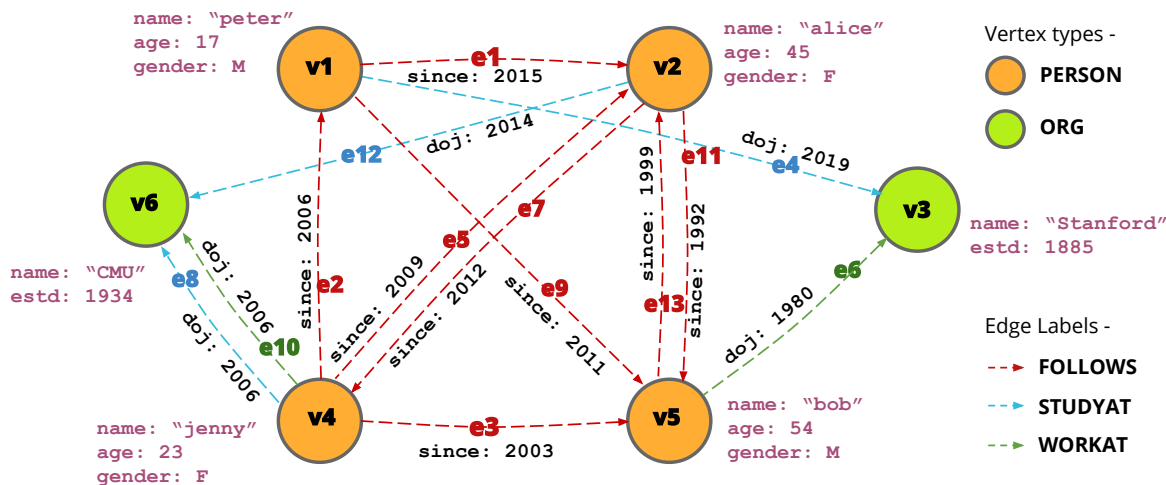 name: “peter”
age: 17
gender: M
v1
e1
since: 2015
v2
name: “alice”
age: 45
gender: F
Vertex types -
PERSON
ORG
e12
doj: 2014
e11
doj: 2019
e4
v6
name: “CMU”
estd: 1934
e7
v3
name: “Stanford”
estd: 1885
e8
doj: 2006
doj: 2006
e10
since: 2006
e2
e5
since: 2009
since: 2012
e9
since: 2011
since: 1999
e13
since: 1992
e6
doj: 1980
v4
name: “jenny”
age: 23
gender: F
e3
since: 2003
v5
name: “bob”
age: 54
gender: M
Edge Labels -
FOLLOWS
STUDYAT
WORKAT